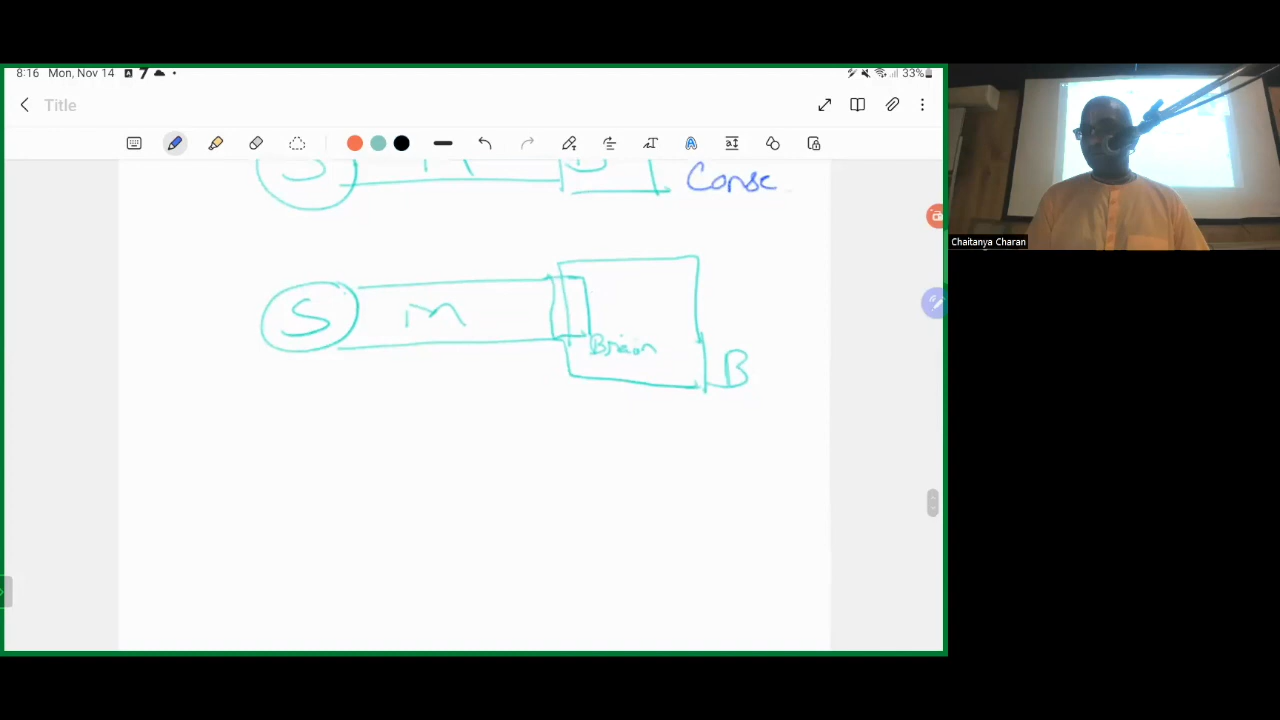 8:16 Mon, Nov 14
33%
Title
Consc
S m
Brain
B
Chaitanya Charan